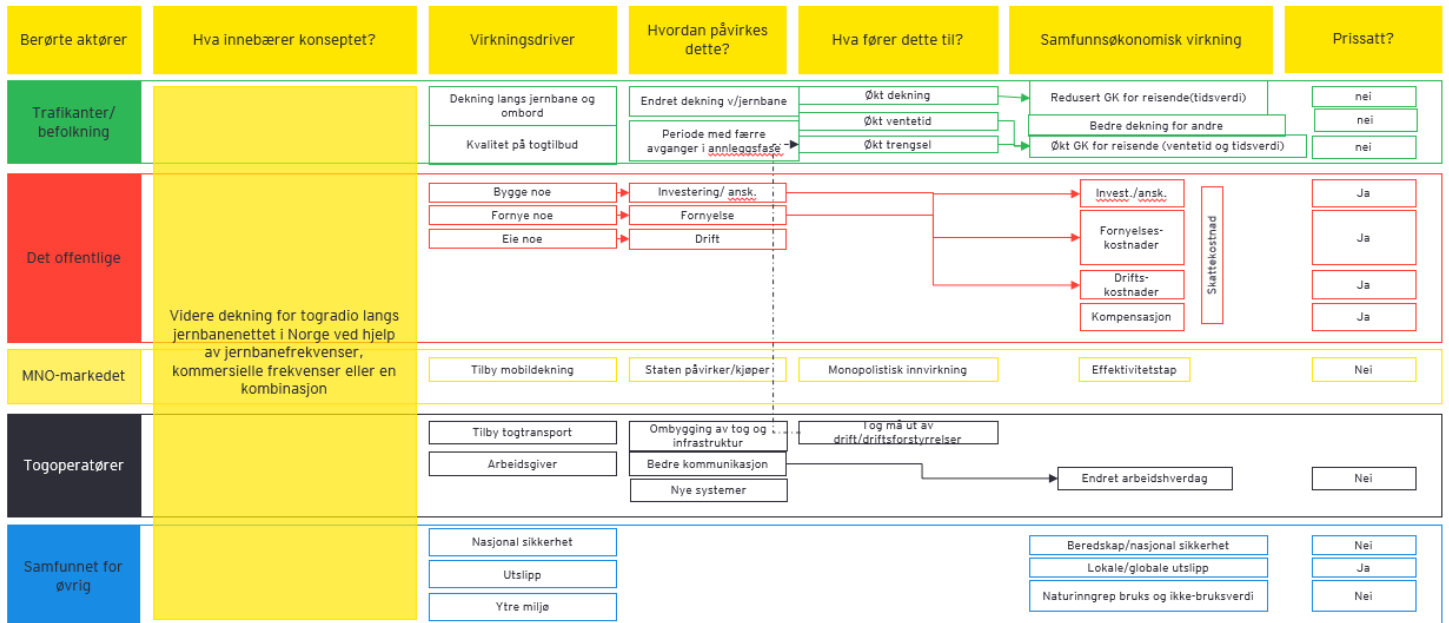 Berørte aktører
Hva innebærer konseptet?
Virkningsdriver
Hvordan påvirkes
dette?
Hva fører dette til?
Samfunnsøkonomisk virkning
Prissatt?
Trafikanter/
befolkning
Dekning langs jernbane og
ombord
Kvalitet på togtilbud
Endret dekning v/jernbane
Periode med færre
avganger i annleggsfase
Økt dekning
Økt ventetid
Økt trengsel
Redusert GK for reisende(tidsverdi)
Bedre dekning for andre
Økt GK for reisende (ventetid og tidsverdi)
nei
nei
nei
Det offentlige
Bygge noe
Fornye noe
Eie noe
Investering/ ansk.
Fornyelse
Drift
Invest./ansk.
Fornyelses-
kostnader
Drifts-
kostnader
Kompensasjon
Skattekostnad
Ja
Ja
Ja
Ja
Videre dekning for togradio langs
jernbanenettet i Norge ved hjelp
av jernbanefrekvenser,
kommersielle frekvenser eller en
kombinasjon
MNO-markedet
Tilby mobildekning
Staten påvirker/kjøper
Monopolistisk innvirkning
Effektivitetstap
Nei
Togoperatører
Tilby togtransport
Arbeidsgiver
Ombygging av tog og
infrastruktur
Bedre kommunikasjon
Nye systemer
Tog må ut av
drift/driftsforstyrrelser
Endret arbeidshverdag
Nei
Samfunnet for
øvrig
Nasjonal sikkerhet
Utslipp
Ytre miljø
Beredskap/nasjonal sikkerhet
Lokale/globale utslipp
Naturinngrep bruks og ikke-bruksverdi
Nei
Ja
Nei